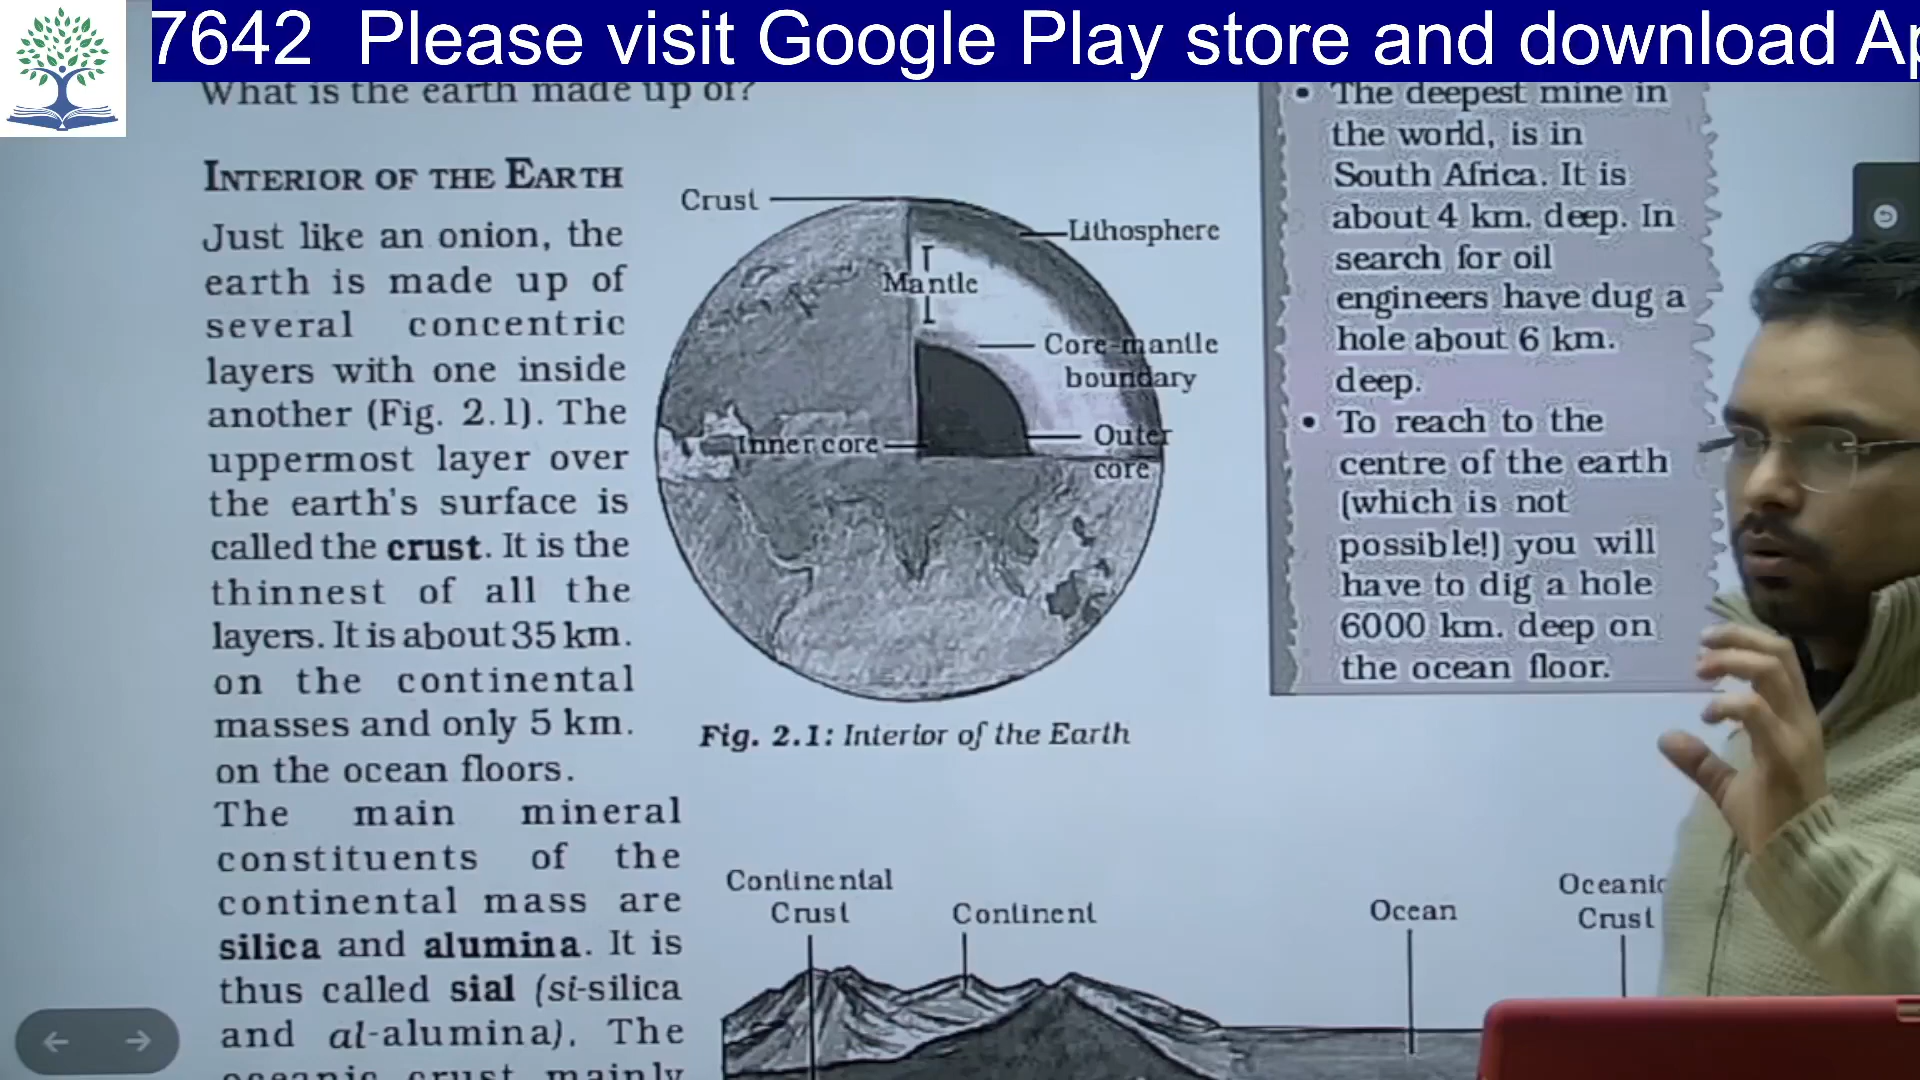 7642 Please visit Google Play store and download
What is the earth made up of?
INTERIOR OF THE EARTH
Just like an onion, the
earth is made up of
several concentric
layers with one inside
another (Fig. 2.1). The
uppermost layer over
the earth's surface is
called the crust. It is the
thinnest of all the
layers. It is about 35 km.
on the continental
masses and only 5 km.
on the ocean floors.
The main mineral
constituents of the
continental mass are
silica and alumina. It is
thus called sial (si-silica
and al-alumina). The
oceanic crust mainly
Crust
Lithosphere
Mantle
Core-mantle
boundary
Inner core
Outer
core
Fig. 2.1: Interior of the Earth
• The deepest mine in
the world, is in
South Africa. It is
about 4 km. deep. In
search for oil
engineers have dug a
hole about 6 km.
deep.
• To reach to the
centre of the earth
(which is not
possible!) you will
have to dig a hole
6000 km. deep on
the ocean floor.
Continental
Crust
Continent
Ocean
Oceanic
Crust